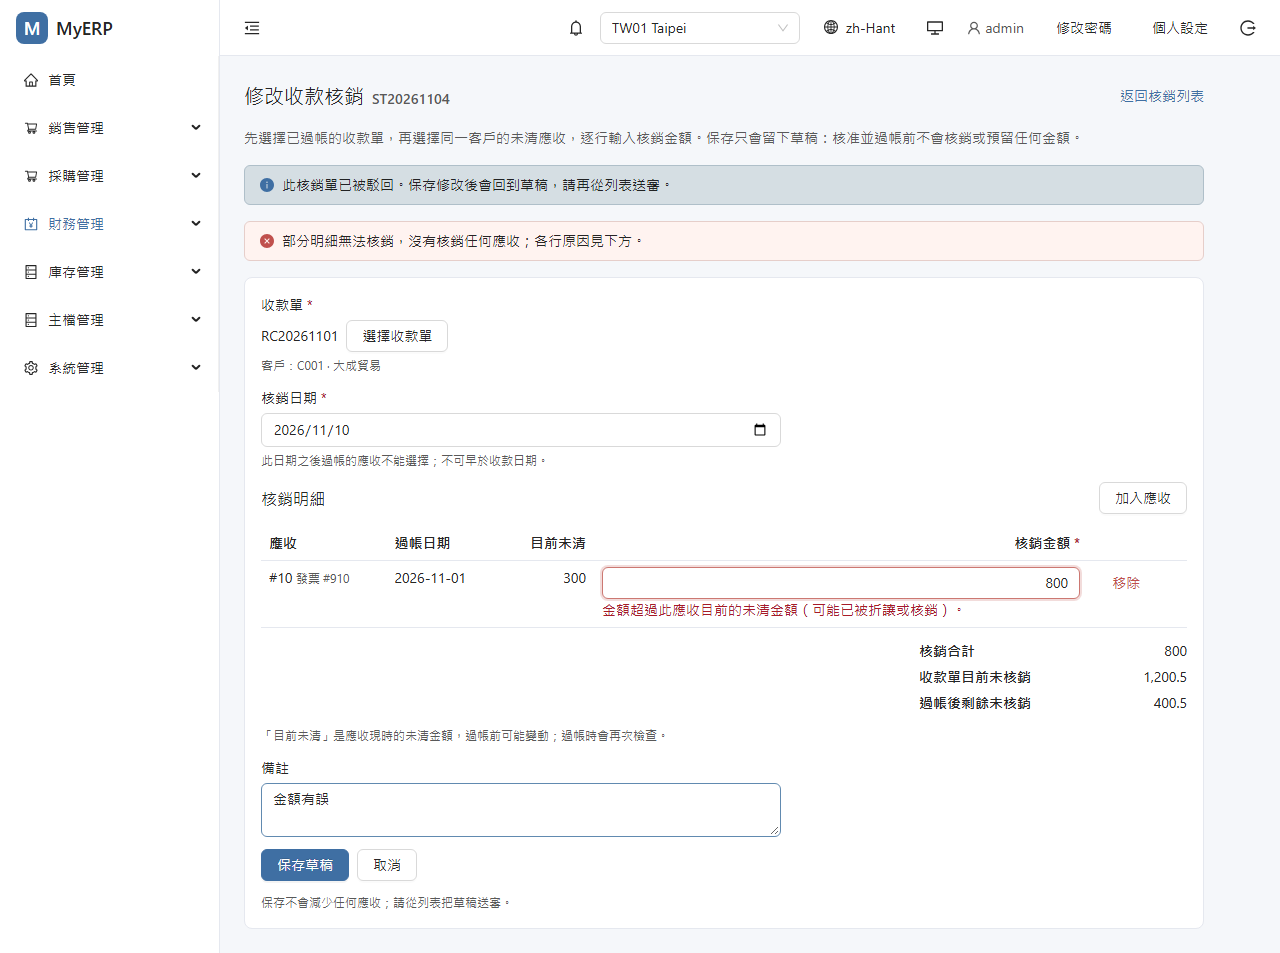 M MyERP
TW01 Taipei
zh-Hant
admin
修改密碼
個人設定
首頁
銷售管理
採購管理
財務管理
庫存管理
主檔管理
系統管理
修改收款核銷 ST20261104
返回核銷列表
先選擇已過帳的收款單，再選擇同一客戶的未清應收，逐行輸入核銷金額。保存只會留下草稿：核准並過帳前不會核銷或預留任何金額。
此核銷單已被駁回。保存修改後會回到草稿，請再從列表送審。
部分明細無法核銷，沒有核銷任何應收；各行原因見下方。
收款單 *
RC20261101 選擇收款單
客戶：C001 · 大成貿易
核銷日期 *
2026/11/10
此日期之後過帳的應收不能選擇；不可早於收款日期。
核銷明細
加入應收
應收 過帳日期 目前未清 核銷金額 *
#10 發票 #910 2026-11-01 300 800 移除
金額超過此應收目前的未清金額（可能已被折讓或核銷）。
核銷合計 800
收款單目前未核銷 1,200.5
過帳後剩餘未核銷 400.5
「目前未清」是應收現時的未清金額，過帳前可能變動；過帳時會再次檢查。
備註
金額有誤
保存草稿 取消
保存不會減少任何應收；請從列表把草稿送審。